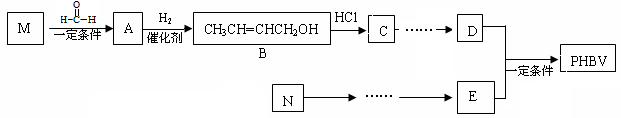 M
O
H-C-H
一定条件
A
H₂
催化剂
CH₃CH=CHCH₂OH
B
HCl
C
……
D
N
……
E
一定条件
PHBV